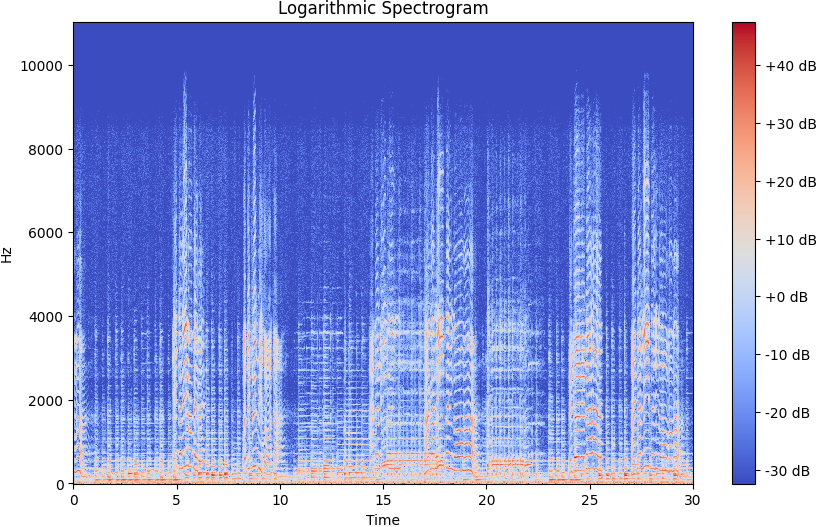 Logarithmic Spectrogram
10000
8000
6000
4000
2000
0
Hz
0 5 10 15 20 25 30
Time
+40 dB
+30 dB
+20 dB
+10 dB
+0 dB
-10 dB
-20 dB
-30 dB